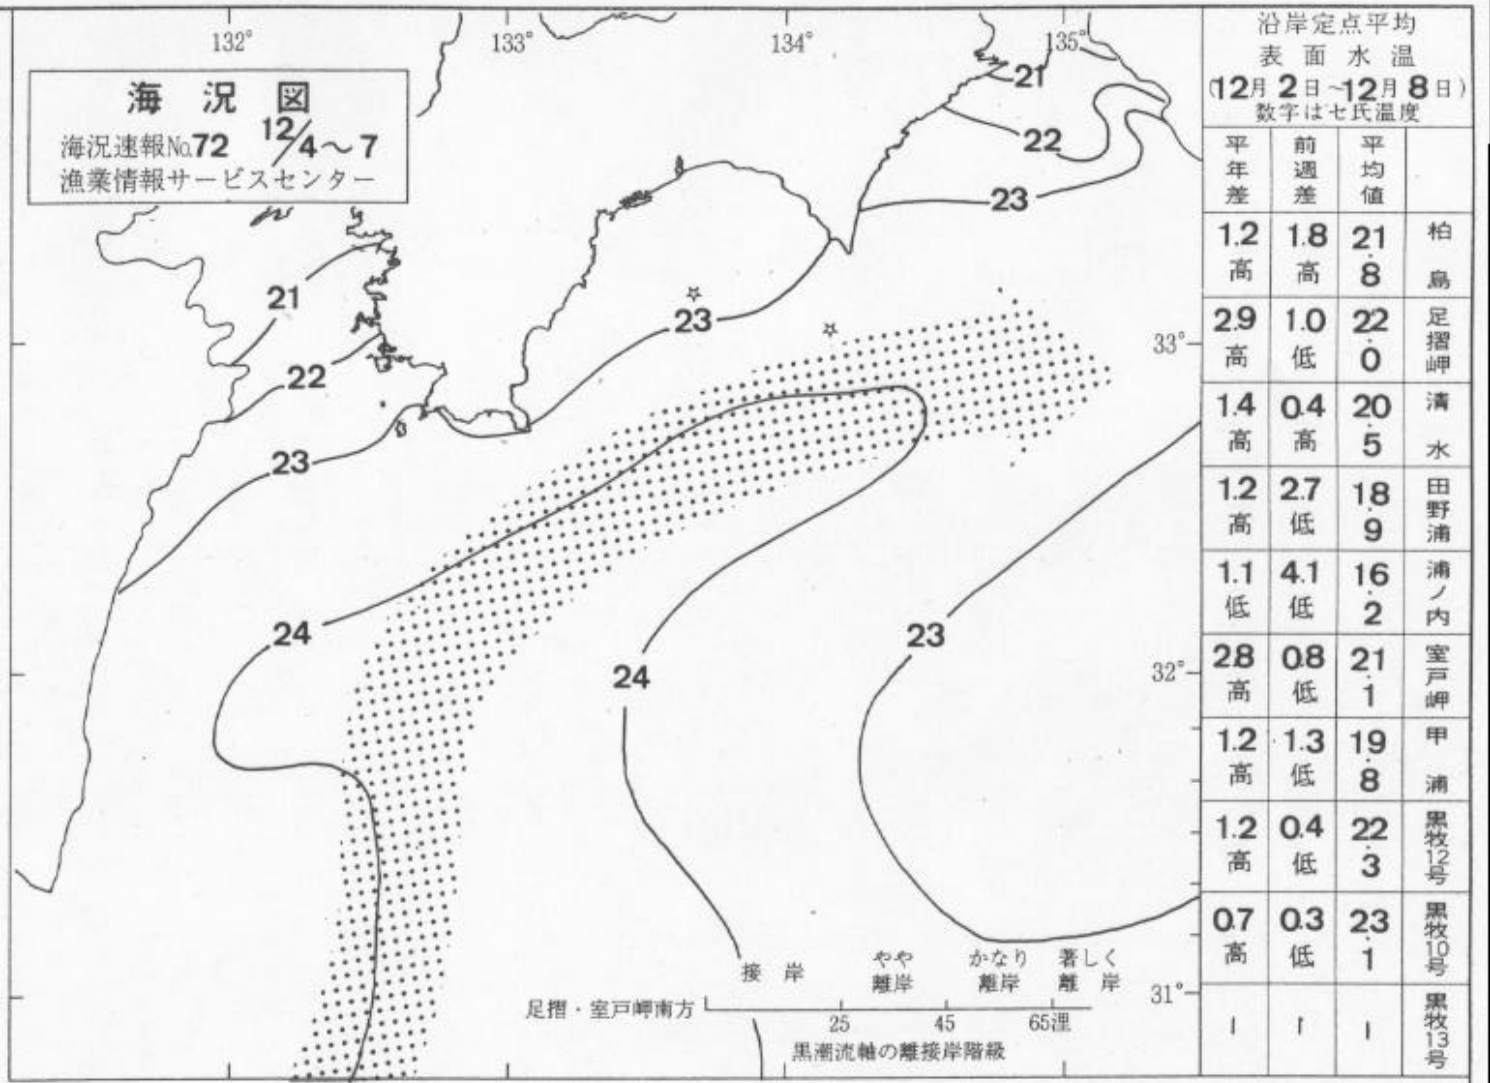 海況図
海況速報No.72 12/4～7
漁業情報サービスセンター
132°
133°
134°
135°
33°
32°
31°
21
22
23
21
22
23
23
24
24
23
接岸
やや離岸
かなり離岸
著しく離岸
足摺・室戸岬南方
25
45
65浬
黒潮流軸の離接岸階級
沿岸定点平均
表面水温
(12月2日～12月8日)
数字はセ氏温度
平年差 前週差 平均値
1.2高 1.8高 21.8 柏島
2.9高 1.0低 22.0 足摺岬
1.4高 0.4高 20.5 清水
1.2高 2.7低 18.9 田野浦
1.1低 4.1低 16.2 浦ノ内
2.8高 0.8低 21.1 室戸岬
1.2高 1.3低 19.8 甲浦
1.2高 0.4低 22.3 黒牧12号
0.7高 0.3低 23.1 黒牧10号
ー ー ー 黒牧13号